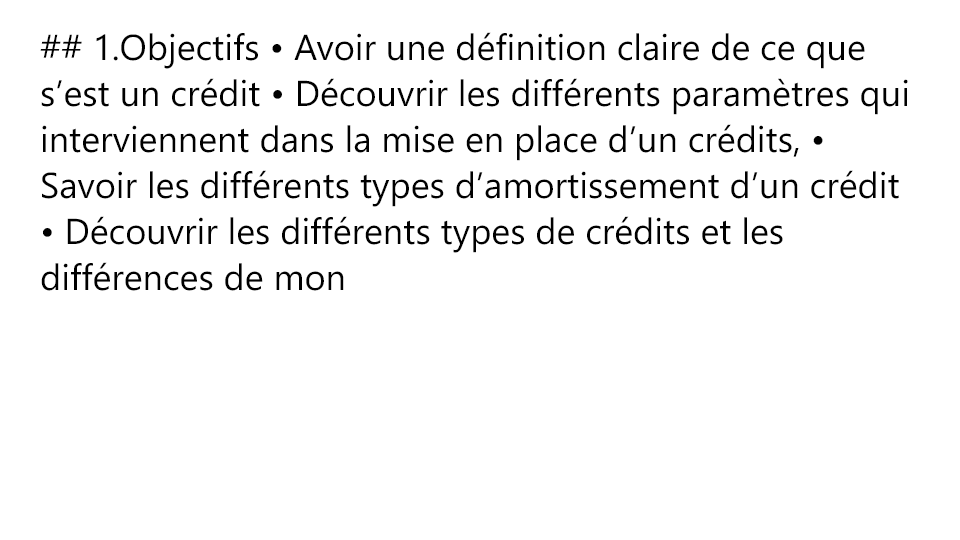 ## 1.Objectifs • Avoir une définition claire de ce que
s’est un crédit • Découvrir les différents paramètres qui
interviennent dans la mise en place d’un crédits, •
Savoir les différents types d’amortissement d’un crédit
• Découvrir les différents types de crédits et les
différences de mon